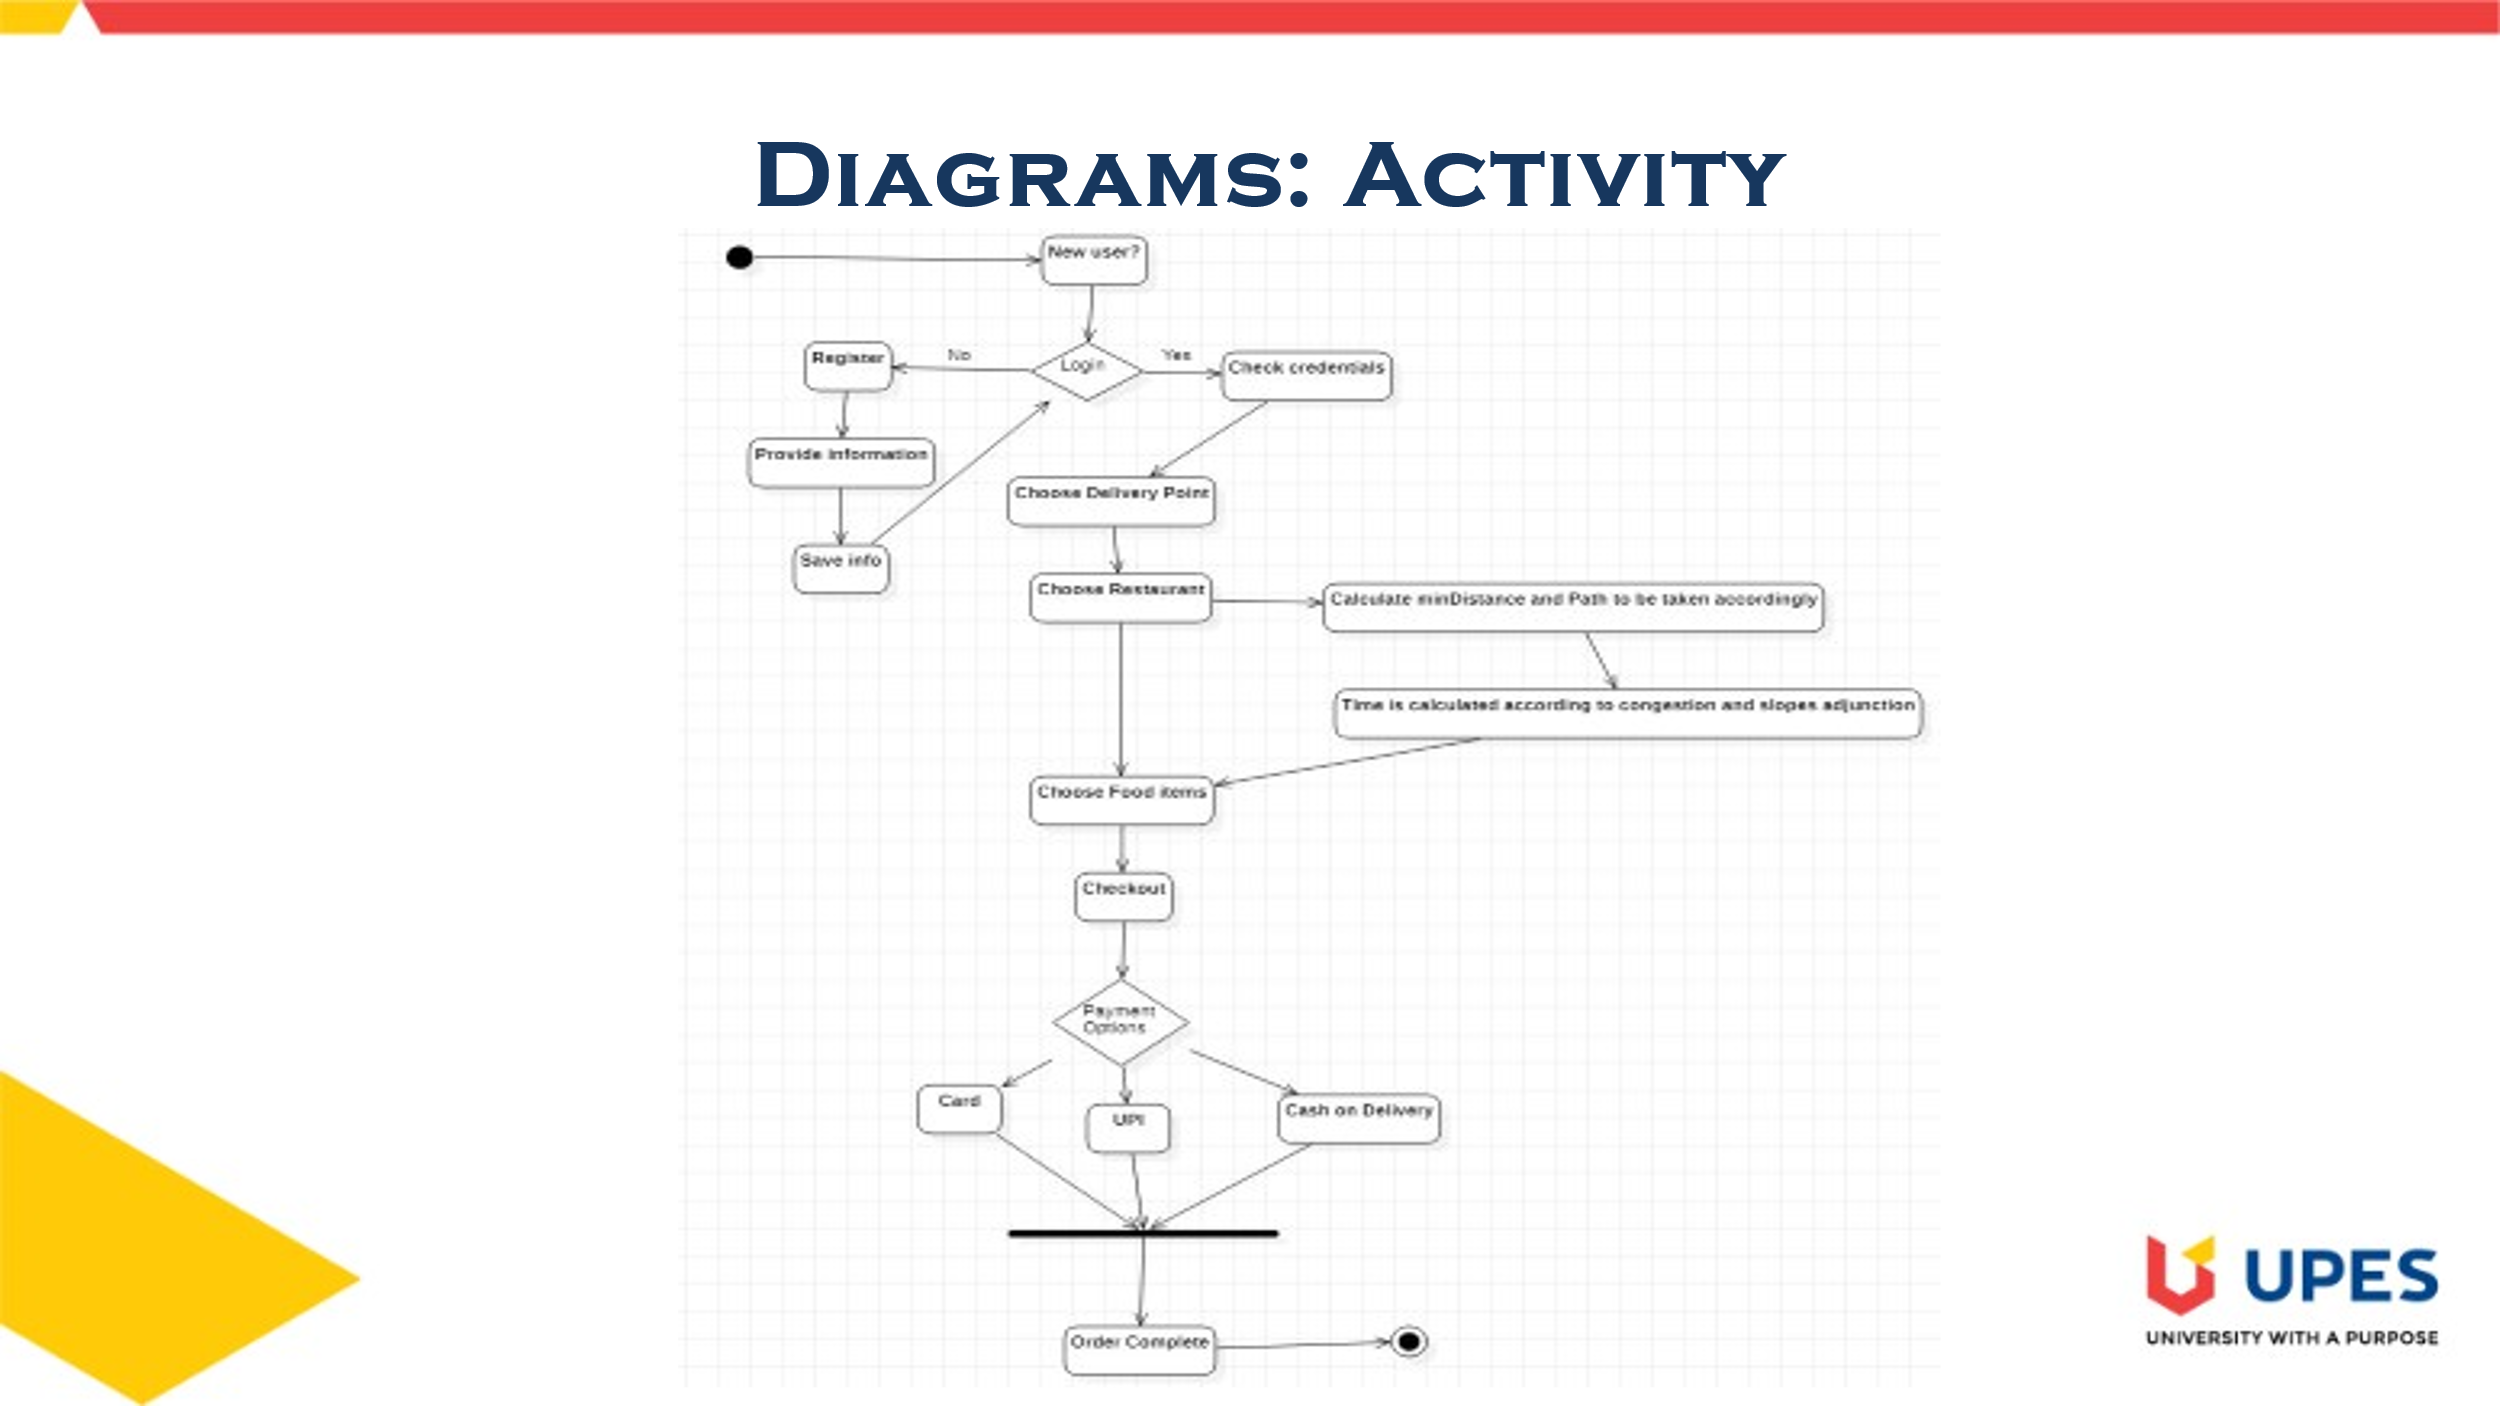 Diagrams: Activity
New user?
Login
No
Yes
Register
Check credentials
Provide information
Choose Delivery Point
Save info
Choose Restaurant
Calculate minDistance and Path to be taken accordingly
Time is calculated according to congestion and slopes adjunction
Choose Food items
Checkout
Payment
Options
Card
UPI
Cash on Delivery
Order Complete
UPES
UNIVERSITY WITH A PURPOSE